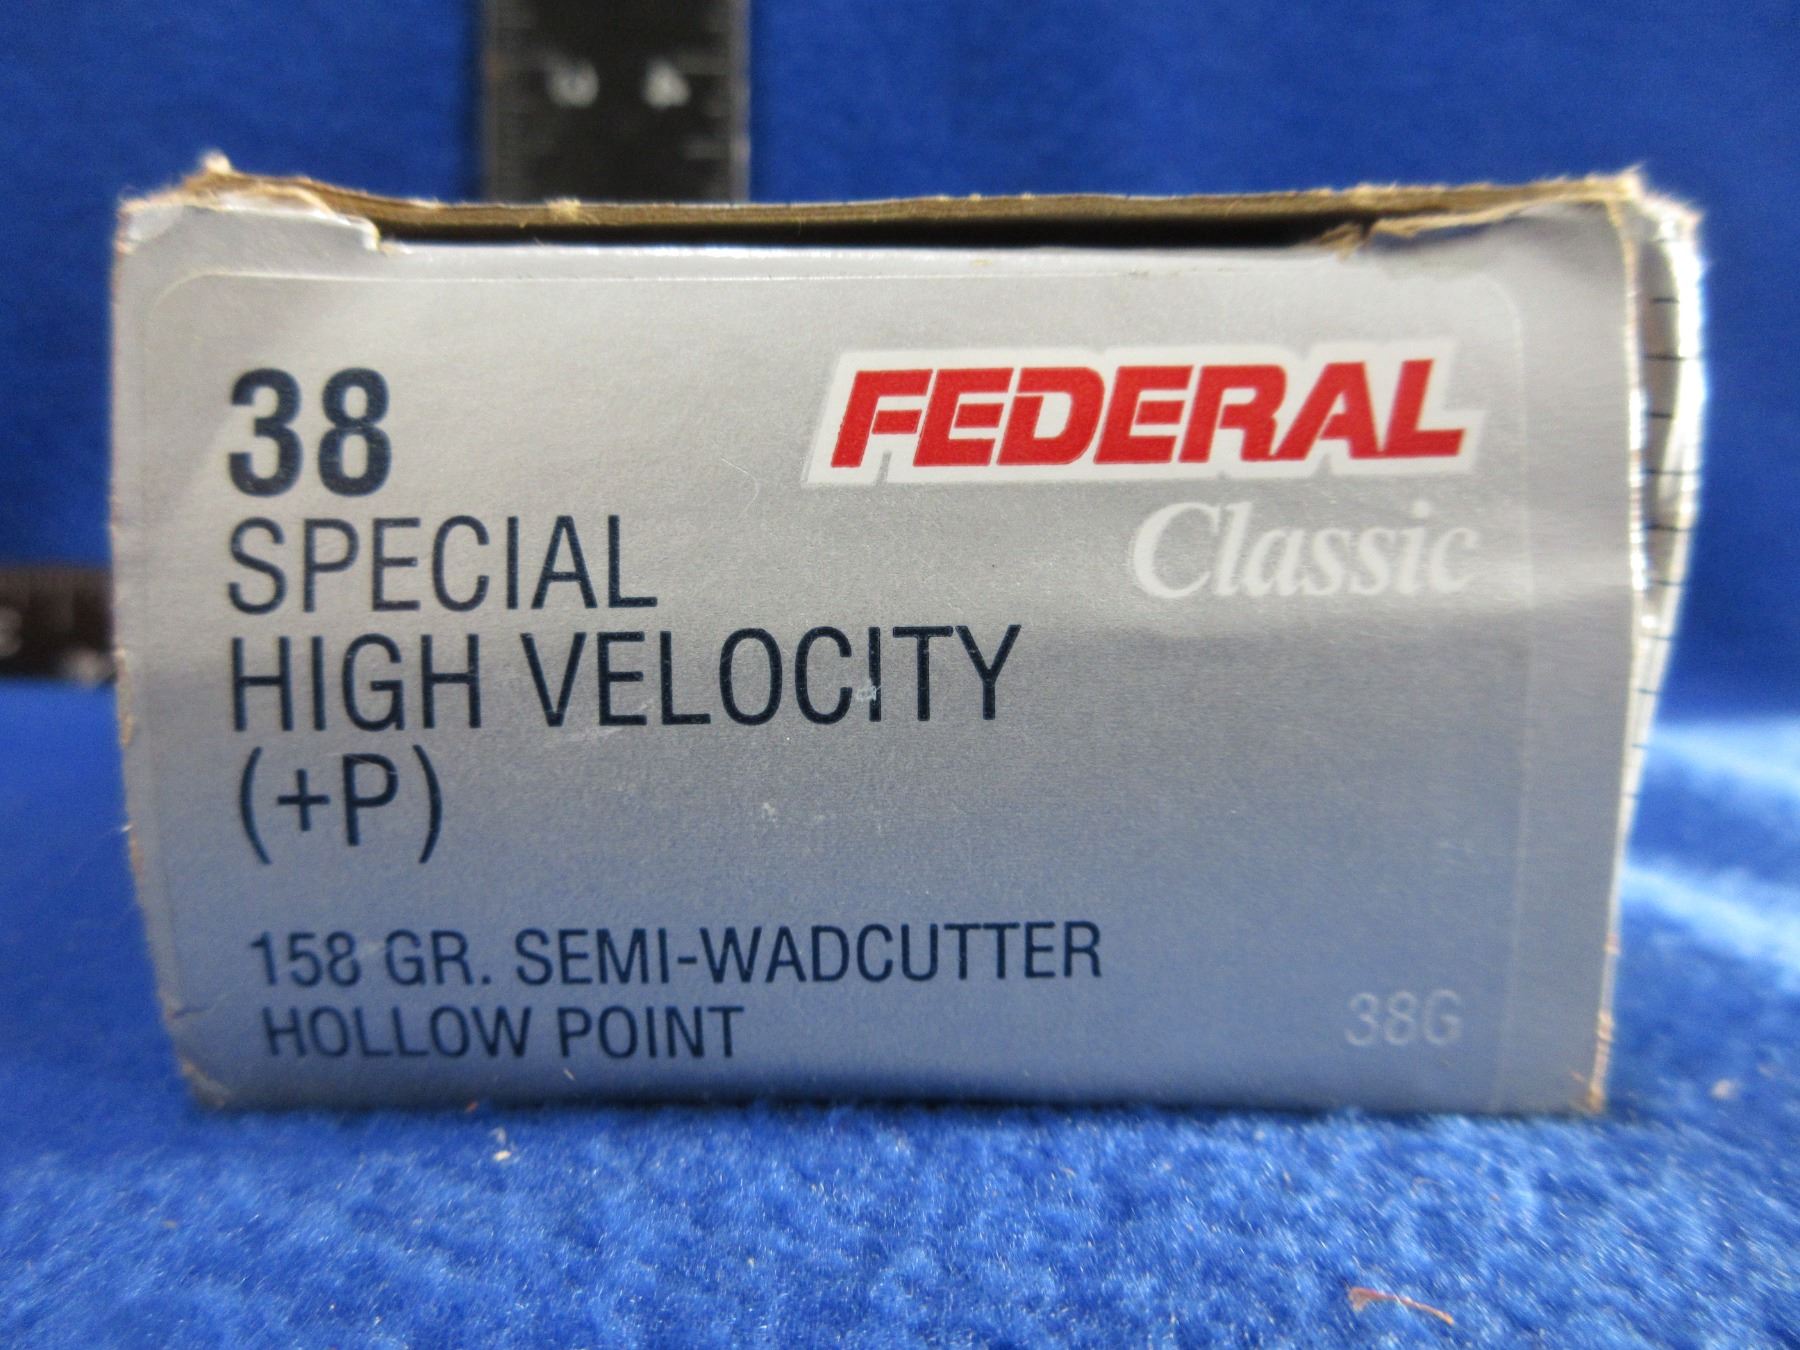 38
SPECIAL
HIGH VELOCITY
(+P)
FEDERAL
Classic
158 GR. SEMI-WADCUTTER
HOLLOW POINT
38G